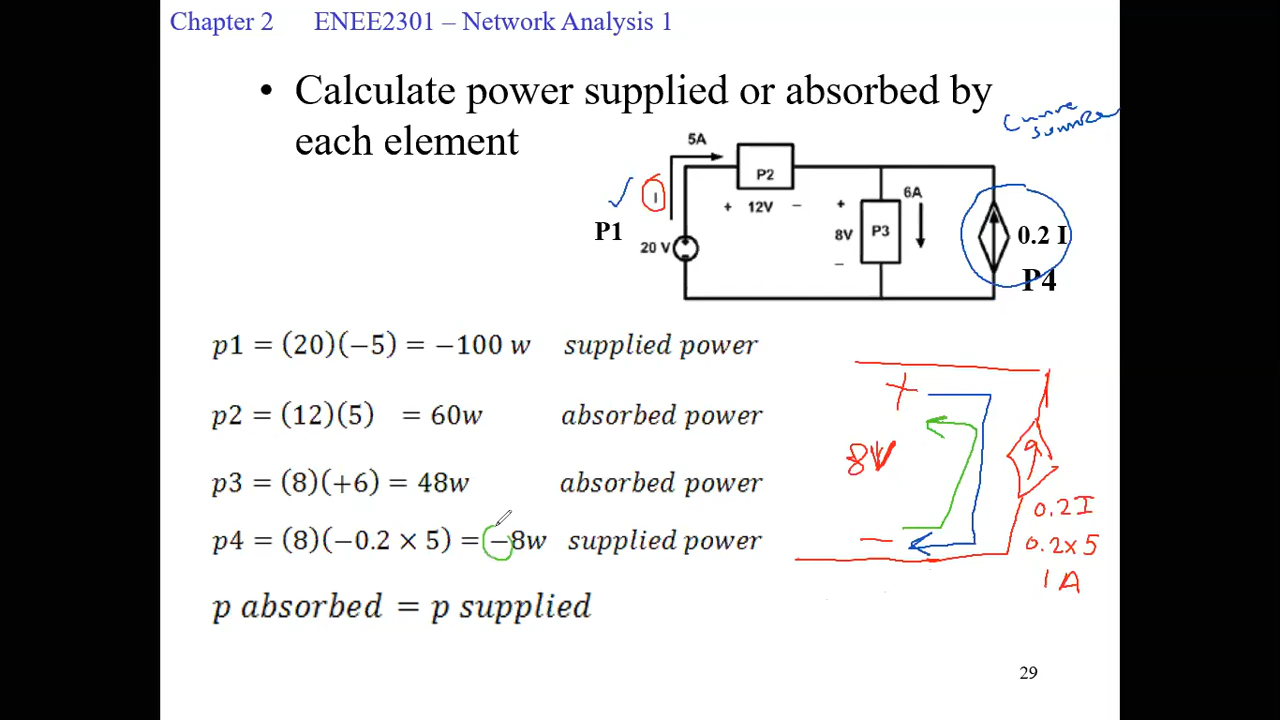 Chapter 2 ENEE2301 – Network Analysis 1
• Calculate power supplied or absorbed by
each element
5A
P2
+ 12V –
I
P1
20 V
+
8V
–
P3
6A
0.2 I
P4
p1 = (20)(−5) = −100 w supplied power
p2 = (12)(5) = 60w absorbed power
p3 = (8)(+6) = 48w absorbed power
p4 = (8)(−0.2 × 5) = −8w supplied power
p absorbed = p supplied
+
8V
−
0.2I
0.2x5
1A
29